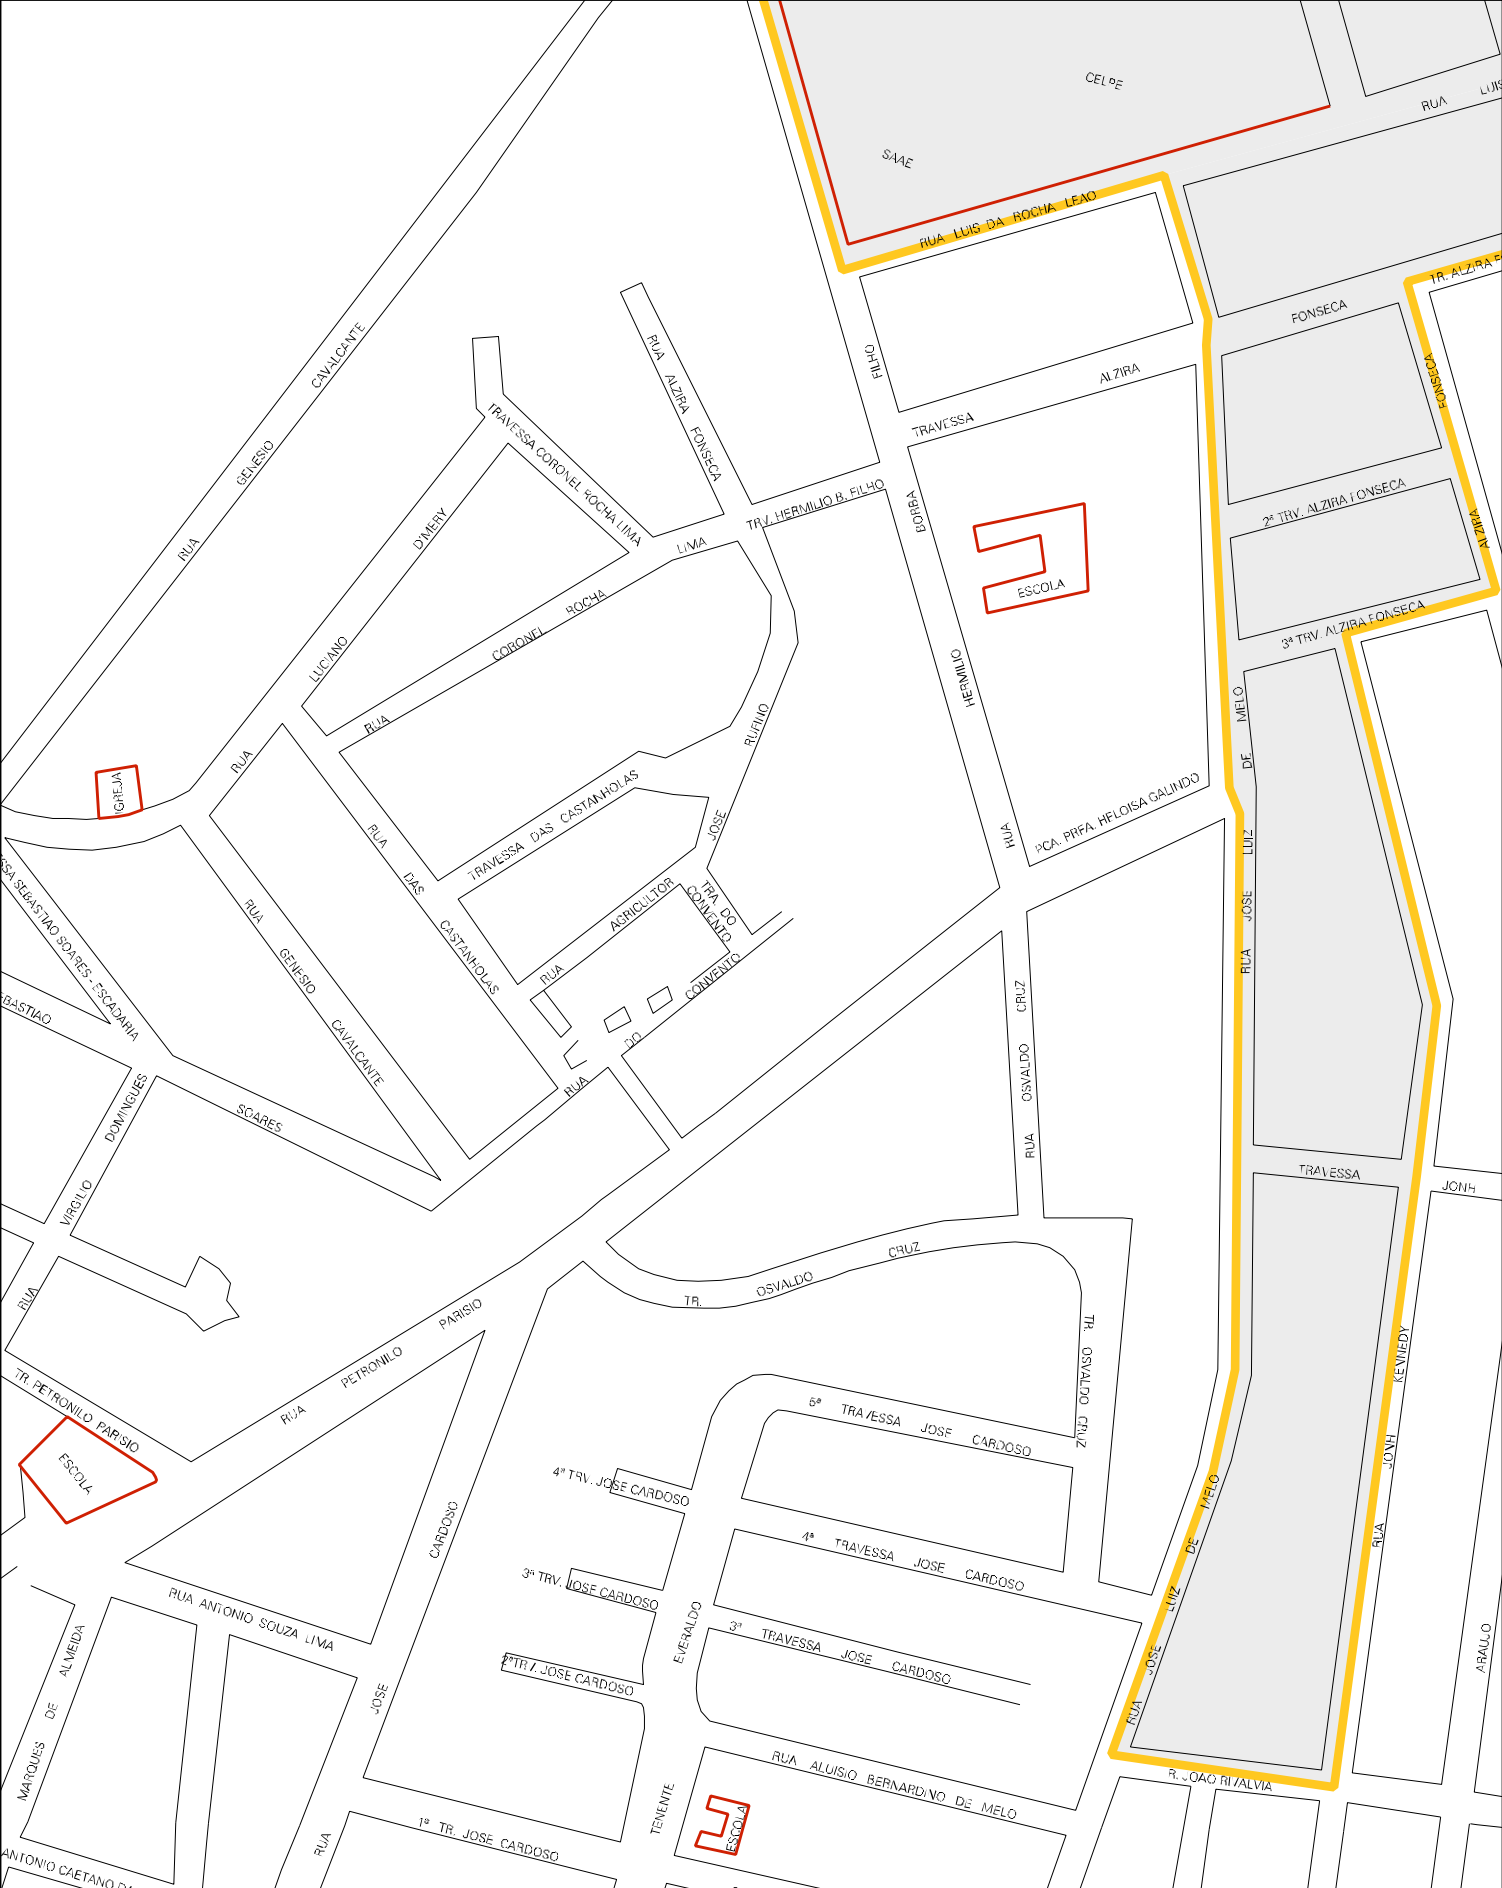 CELPE
RUA LUIS
SAAE
RUA LUIS DA ROCHA LEAO
TR. ALZIRA
FONSECA
FONSECA
ALZIRA
RUA GENESIO CAVALCANTE
RUA ALZIRA FONSECA
FILHO
BORBA
HERMILIO
RUA
TRAVESSA ALZIRA
TRAVESSA CORONEL ROCHA LIMA
TRV. HERMILIO B. FILHO
2ª TRV. ALZIRA FONSECA
3ª TRV. ALZIRA FONSECA
ESCOLA
RUA LUCIANO D'MERY
RUA CORONEL ROCHA LIMA
IGREJA
JOSE RUFINO
PCA. PRFA. HELOISA GALINDO
TRAVESSA DAS CASTANHOLAS
RUA DAS CASTANHOLAS
RUA AGRICULTOR
TRA. DO
CONVENTO
RUA DO CONVENTO
RUA GENESIO CAVALCANTE
SSA SEBASTIAO SOARES - ESCADARIA
EBASTIAO
SOARES
RUA VIRGILIO DOMINGUES
RUA JOSE LUIZ DE MELO
RUA OSVALDO CRUZ
TRAVESSA JONH
TR. OSVALDO CRUZ
TR. OSVALDO CRUZ
RUA PETRONILO PARISIO
TR. PETRONILO PARISIO
ESCOLA
RUA JONH KENNEDY
5ª TRAVESSA JOSE CARDOSO
4ª TRV. JOSE CARDOSO
4ª TRAVESSA JOSE CARDOSO
3ª TRV. JOSE CARDOSO
3ª TRAVESSA JOSE CARDOSO
2ª TRV. JOSE CARDOSO
RUA JOSE CARDOSO
RUA ANTONIO SOUZA LIMA
MARQUES DE ALMEIDA
TENENTE EVERALDO
RUA JOSE LUIZ DE MELO
ARAUJO
RUA ALUISIO BERNARDINO DE MELO
ESCOLA
1ª TR. JOSE CARDOSO
ANTONIO CAETANO